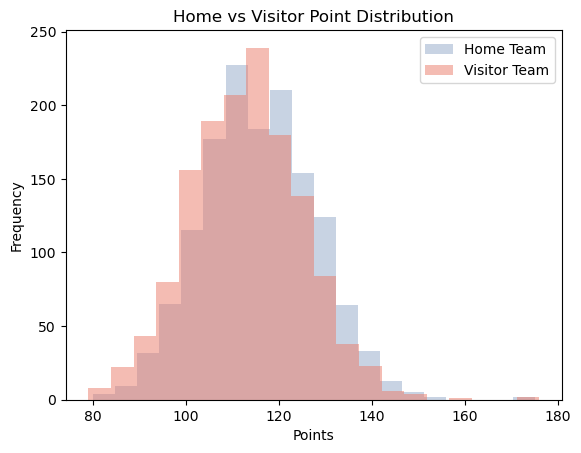 Home vs Visitor Point Distribution
Home Team
Visitor Team
250
200
150
100
50
0
Frequency
80 100 120 140 160 180
Points